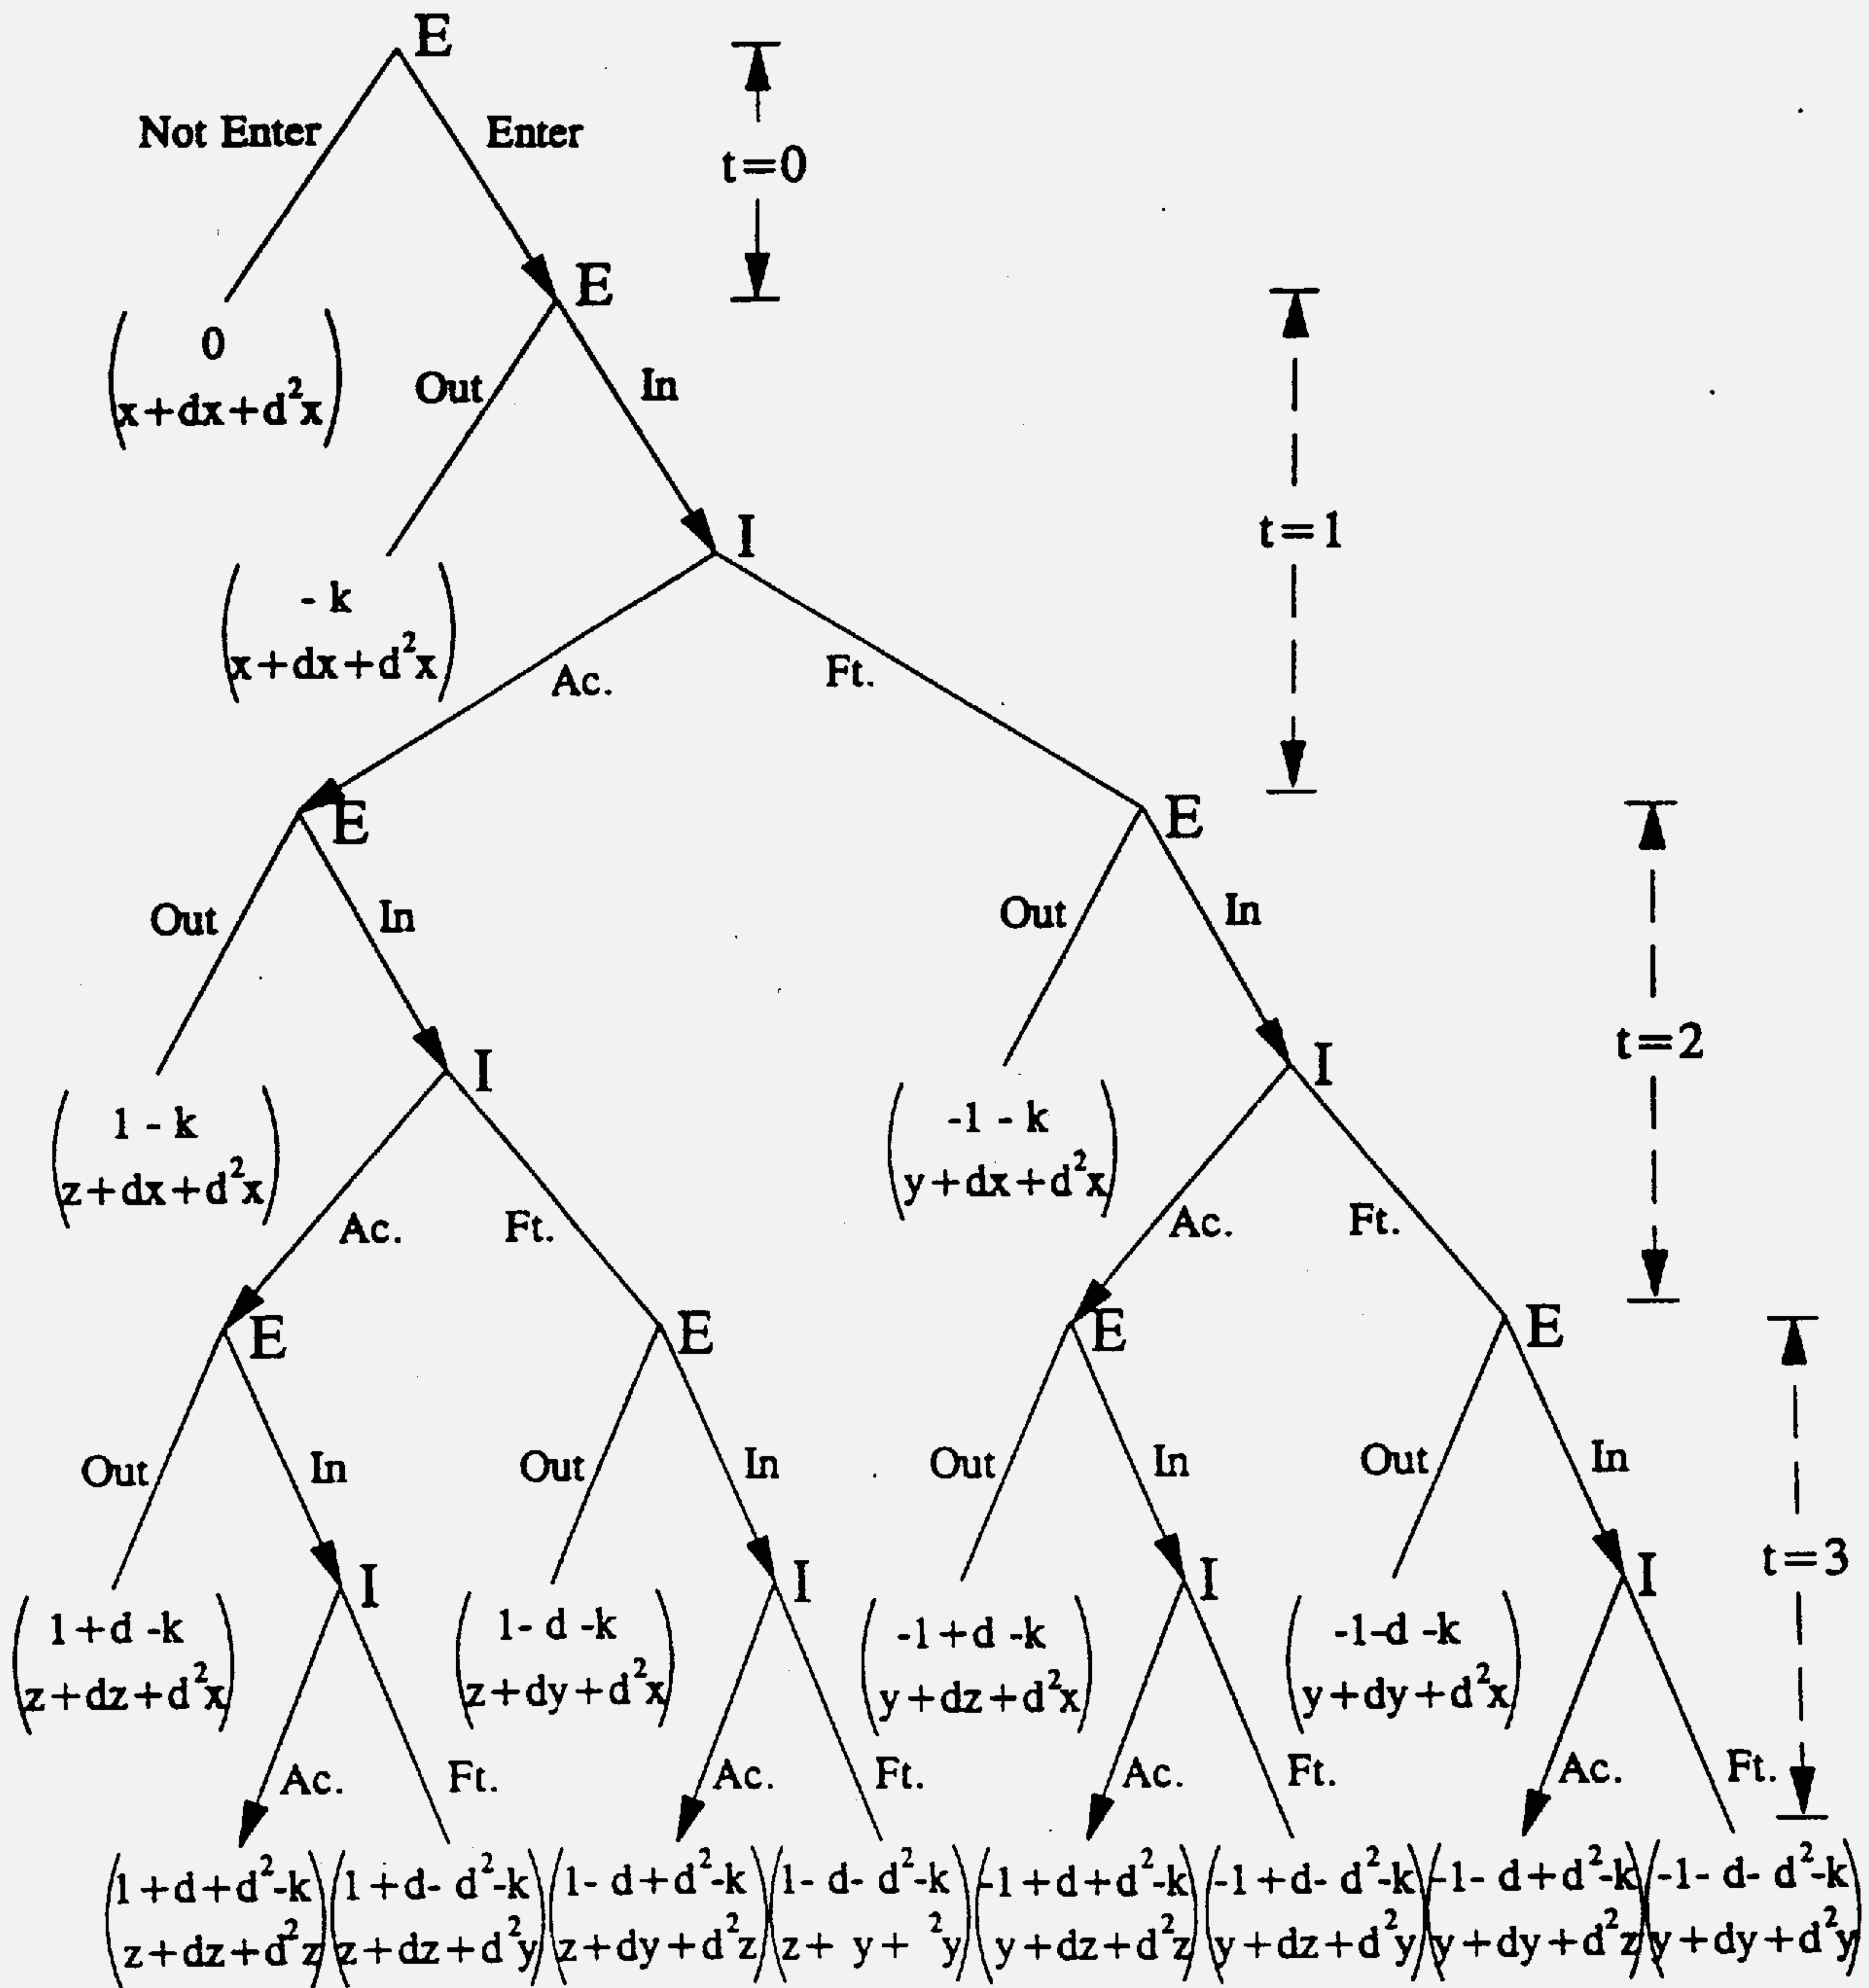 E
Not Enter Enter
t=0
E
0
x+dx+d²x
Out In
t=1
I
- k
x+dx+d²x
Ac. Ft.
E E
Out In Out In
t=2
I I
1 - k
z+dx+d²x
-1 - k
y+dx+d²x
Ac. Ft. Ac. Ft.
E E E E
Out In Out In Out In Out In
t=3
I I I I
1+d -k
z+dz+d²x
1- d -k
z+dy+d²x
-1+d -k
y+dz+d²x
-1-d -k
y+dy+d²x
Ac. Ft. Ac. Ft. Ac. Ft. Ac. Ft.
1+d+d²-k
z+dz+d²z
1+d- d²-k
z+dz+d²y
1- d+d²-k
z+dy+d²z
1- d- d²-k
z+ y+ ²y
-1+d+d²-k
y+dz+d²z
-1+d- d²-k
y+dz+d²y
-1- d+d²-k
y+dy+d²z
-1- d- d²-k
y+dy+d²y